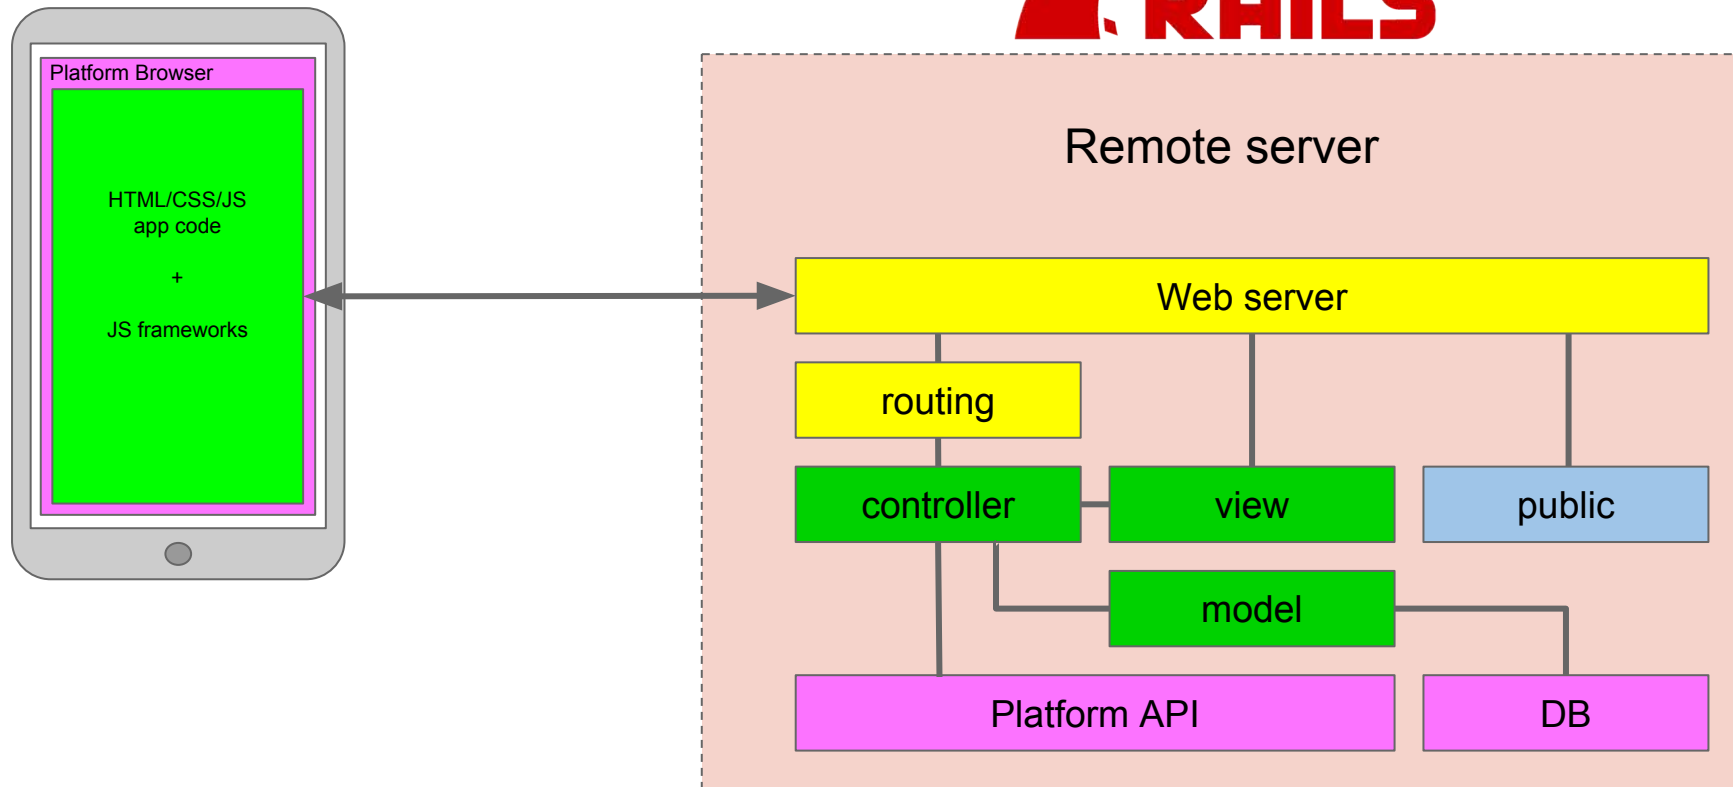 RAILS
Platform Browser
HTML/CSS/JS
app code
+
JS frameworks
Remote server
Web server
routing
controller
view
public
model
Platform API
DB